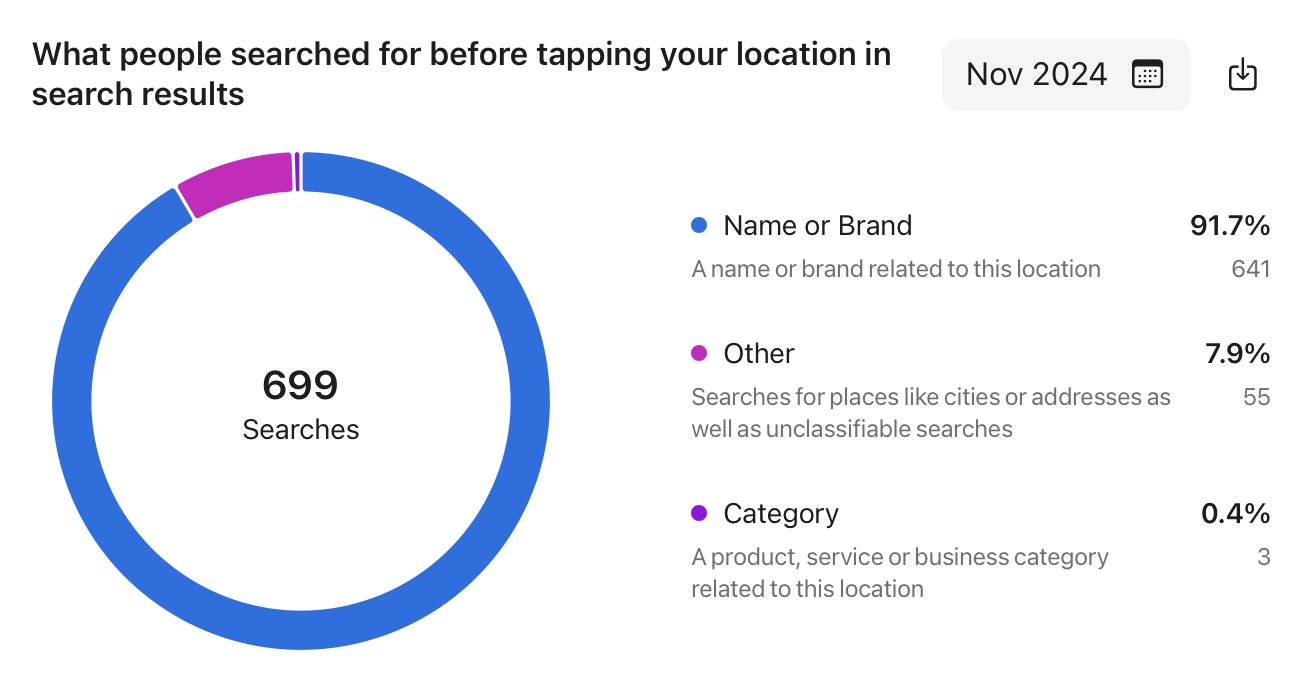 What people searched for before tapping your location in
search results
Nov 2024
699
Searches
Name or Brand
91.7%
A name or brand related to this location
641
Other
7.9%
Searches for places like cities or addresses as
55
well as unclassifiable searches
Category
0.4%
A product, service or business category
3
related to this location